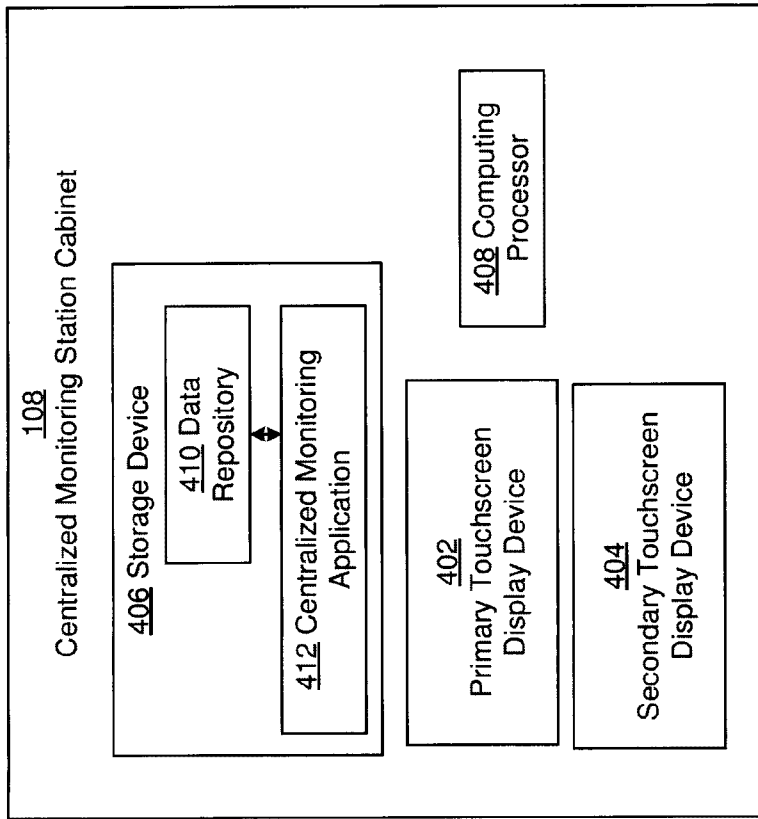 108
Centralized Monitoring Station Cabinet
406 Storage Device
410 Data
Repository
412 Centralized Monitoring
Application
402
Primary Touchscreen
Display Device
404
Secondary Touchscreen
Display Device
408 Computing
Processor